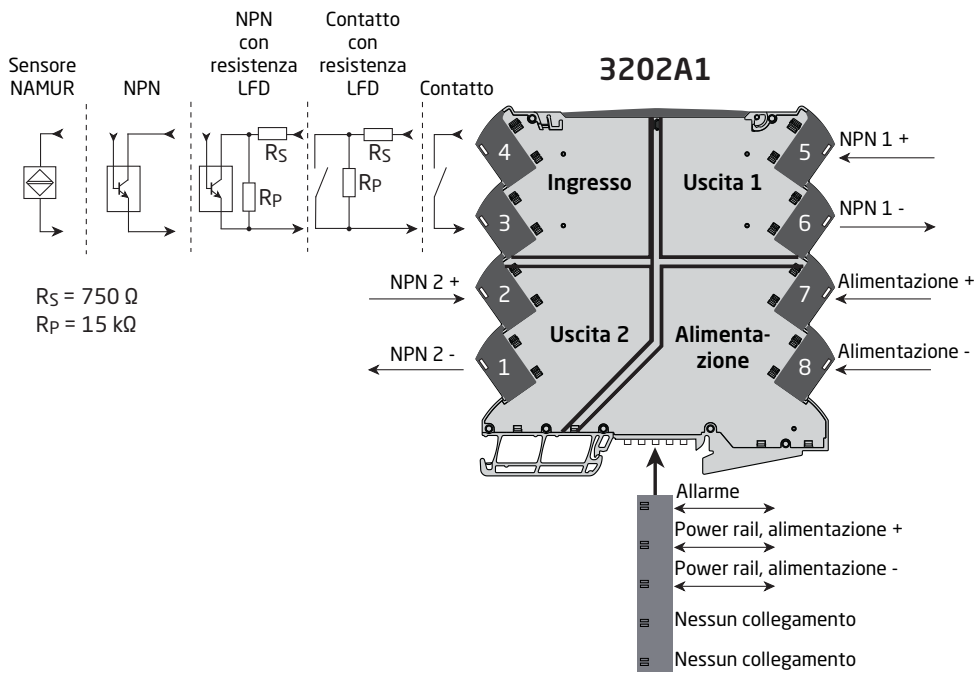 Sensore
NAMUR
NPN
NPN
con
resistenza
LFD
Contatto
con
resistenza
LFD
Contatto
3202A1
RS
RP
RS
RP
RS = 750 Ω
RP = 15 kΩ
4
3
2
1
5
6
7
8
Ingresso
Uscita 1
Uscita 2
Alimenta-
zione
NPN 1 +
NPN 1 -
NPN 2 +
NPN 2 -
Alimentazione +
Alimentazione -
Allarme
Power rail, alimentazione +
Power rail, alimentazione -
Nessun collegamento
Nessun collegamento